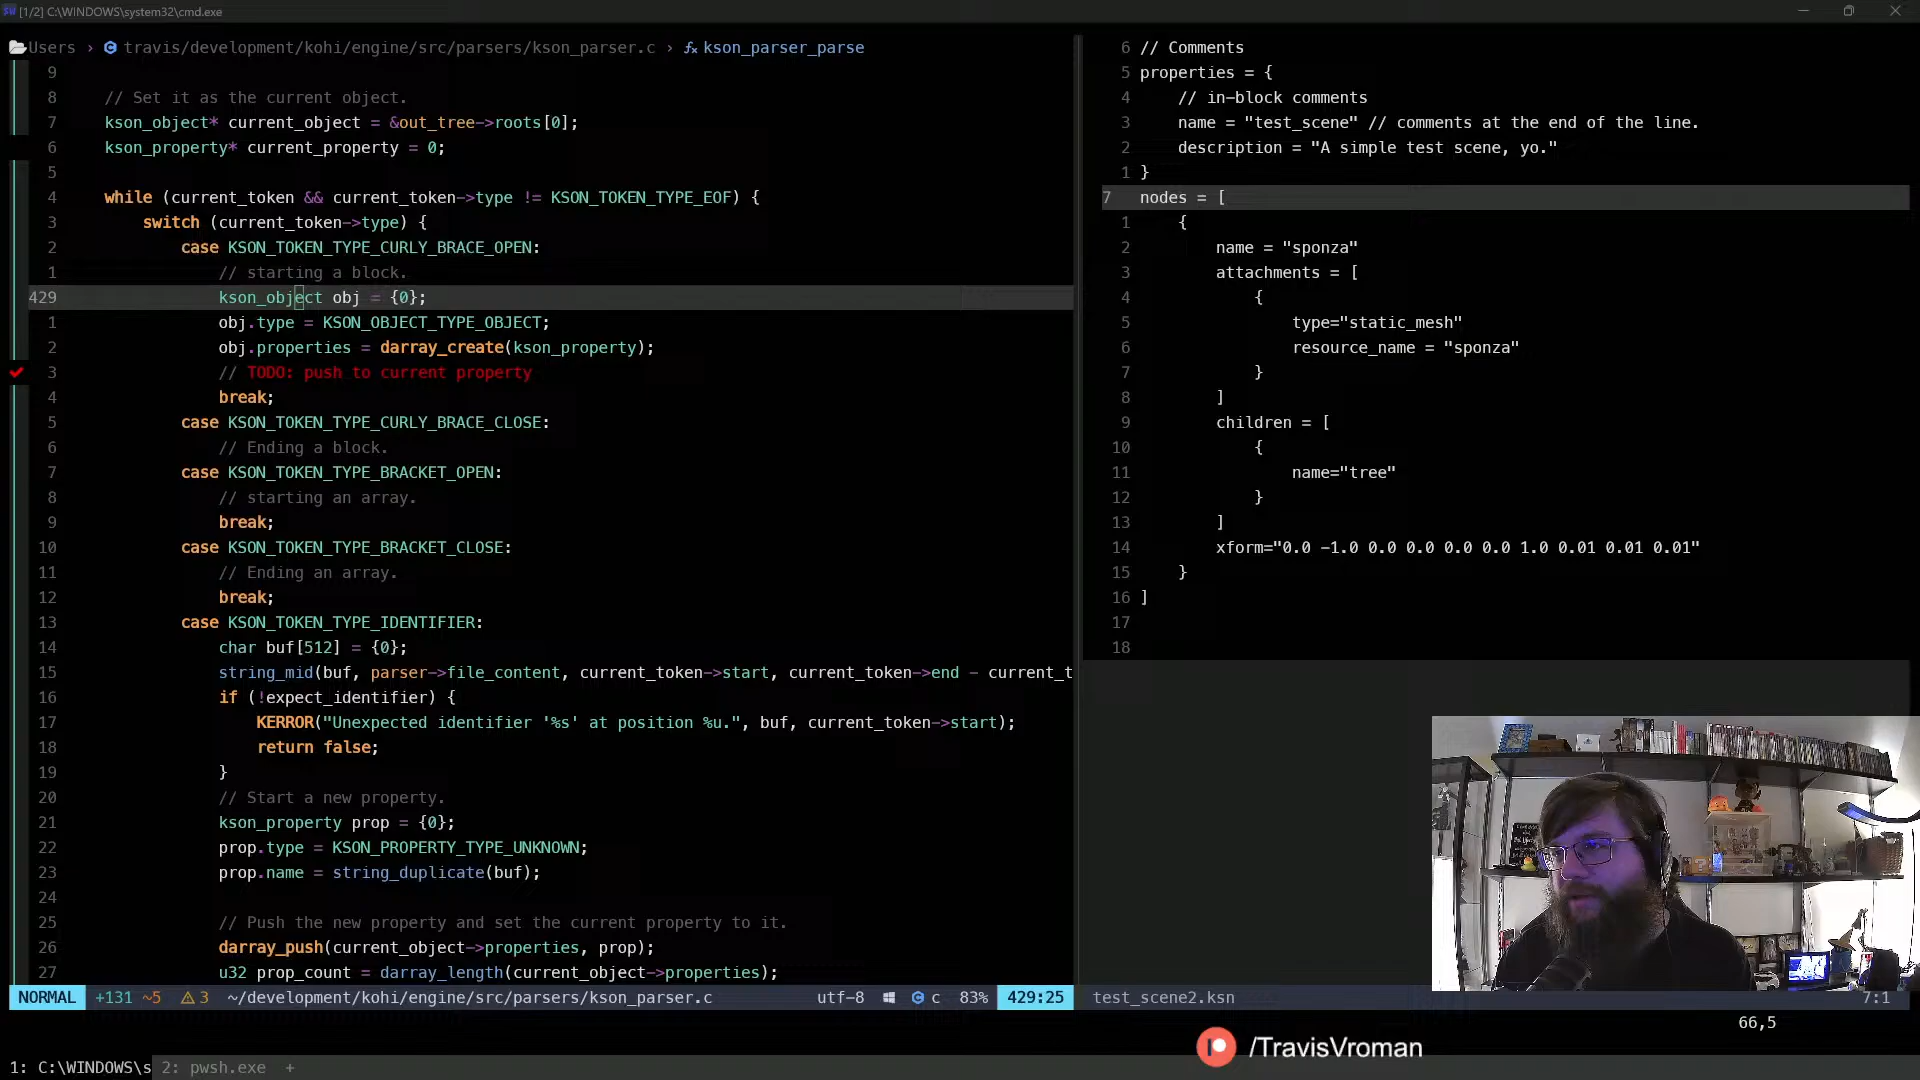 [1/2] C:\WINDOWS\system32\cmd.exe
Users › travis/development/kohi/engine/src/parsers/kson_parser.c › fx kson_parser_parse
9
8 // Set it as the current object.
7 kson_object* current_object = &out_tree->roots[0];
6 kson_property* current_property = 0;
5
4 while (current_token && current_token->type != KSON_TOKEN_TYPE_EOF) {
3 switch (current_token->type) {
2 case KSON_TOKEN_TYPE_CURLY_BRACE_OPEN:
1 // starting a block.
429 kson_object obj = {0};
1 obj.type = KSON_OBJECT_TYPE_OBJECT;
2 obj.properties = darray_create(kson_property);
3 // TODO: push to current property
4 break;
5 case KSON_TOKEN_TYPE_CURLY_BRACE_CLOSE:
6 // Ending a block.
7 case KSON_TOKEN_TYPE_BRACKET_OPEN:
8 // starting an array.
9 break;
10 case KSON_TOKEN_TYPE_BRACKET_CLOSE:
11 // Ending an array.
12 break;
13 case KSON_TOKEN_TYPE_IDENTIFIER:
14 char buf[512] = {0};
15 string_mid(buf, parser->file_content, current_token->start, current_token->end - current_t
16 if (!expect_identifier) {
17 KERROR("Unexpected identifier '%s' at position %u.", buf, current_token->start);
18 return false;
19 }
20 // Start a new property.
21 kson_property prop = {0};
22 prop.type = KSON_PROPERTY_TYPE_UNKNOWN;
23 prop.name = string_duplicate(buf);
24
25 // Push the new property and set the current property to it.
26 darray_push(current_object->properties, prop);
27 u32 prop_count = darray_length(current_object->properties);
NORMAL +131 ~5 3 ~/development/kohi/engine/src/parsers/kson_parser.c utf-8 c 83% 429:25
6 // Comments
5 properties = {
4 // in-block comments
3 name = "test_scene" // comments at the end of the line.
2 description = "A simple test scene, yo."
1 }
7 nodes = [
1 {
2 name = "sponza"
3 attachments = [
4 {
5 type="static_mesh"
6 resource_name = "sponza"
7 }
8 ]
9 children = [
10 {
11 name="tree"
12 }
13 ]
14 xform="0.0 -1.0 0.0 0.0 0.0 0.0 1.0 0.01 0.01 0.01"
15 }
16 ]
17
18
test_scene2.ksn 7:1
66,5
/TravisVroman
1: C:\WINDOWS\s 2: pwsh.exe +